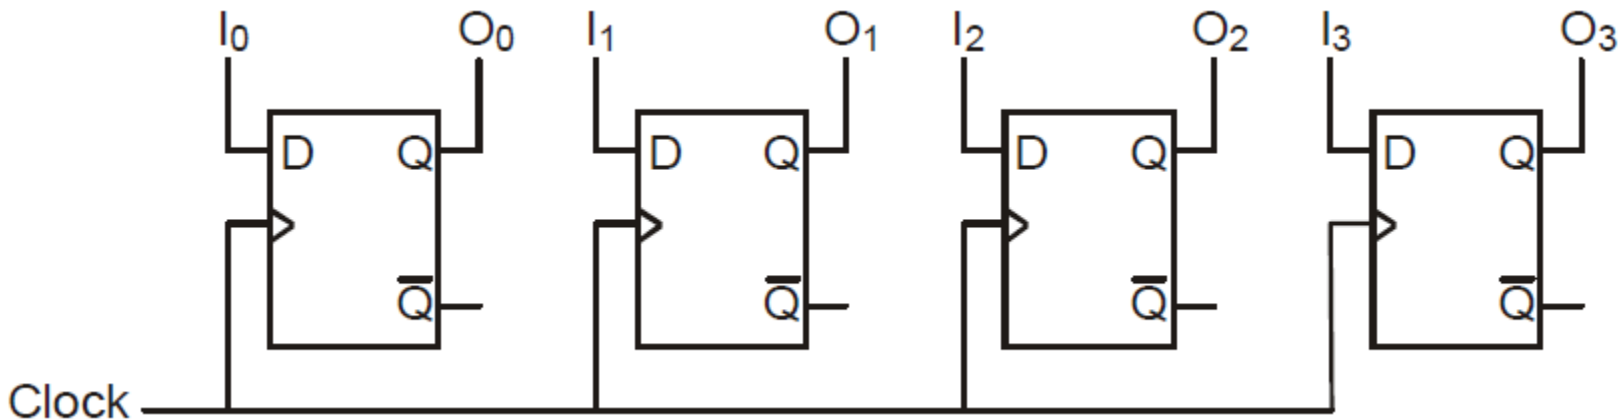 I₀ O₀ I₁ O₁ I₂ O₂ I₃ O₃
D Q D Q D Q D Q
Q̅ Q̅ Q̅ Q̅
Clock